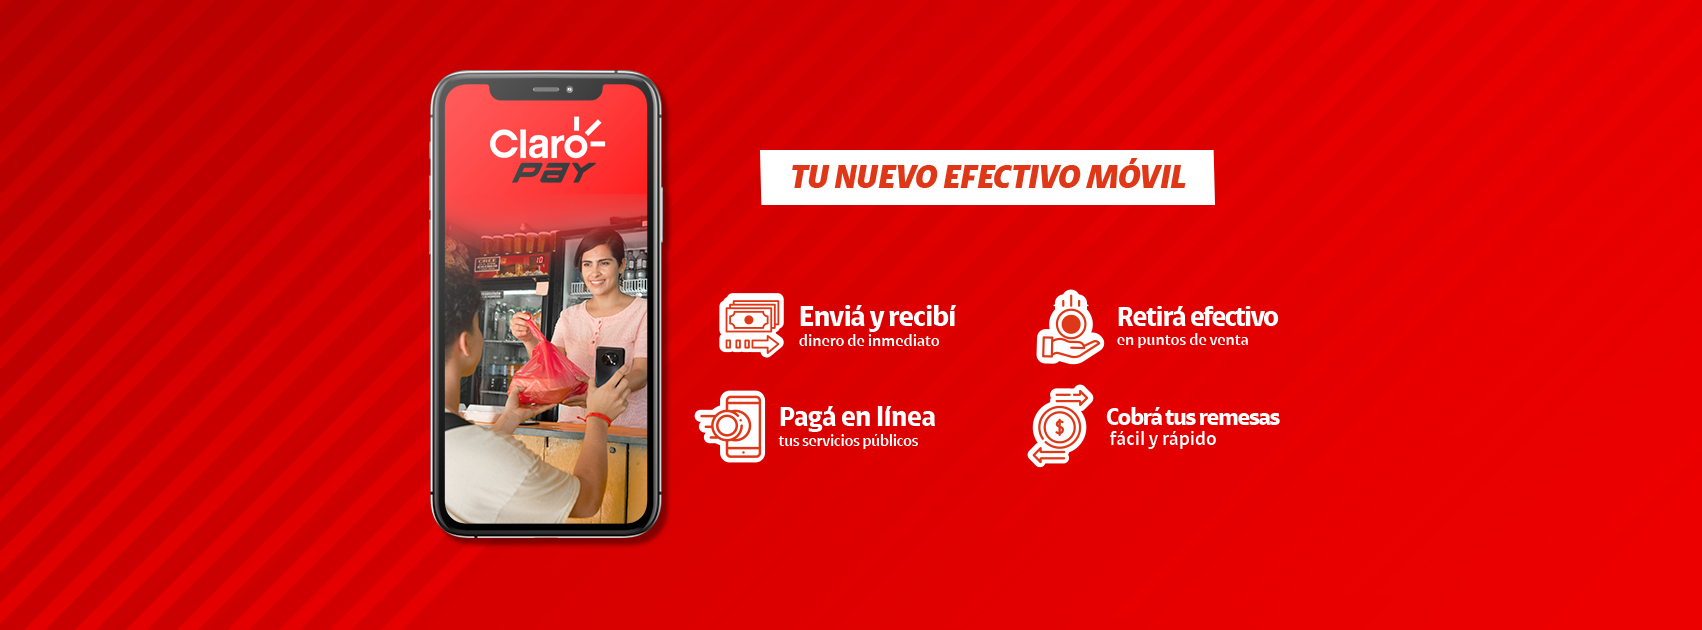 Claro
PAY
TU NUEVO EFECTIVO MÓVIL
Enviá y recibí
dinero de inmediato
Retirá efectivo
en puntos de venta
Pagá en línea
tus servicios públicos
Cobrá tus remesas
fácil y rápido